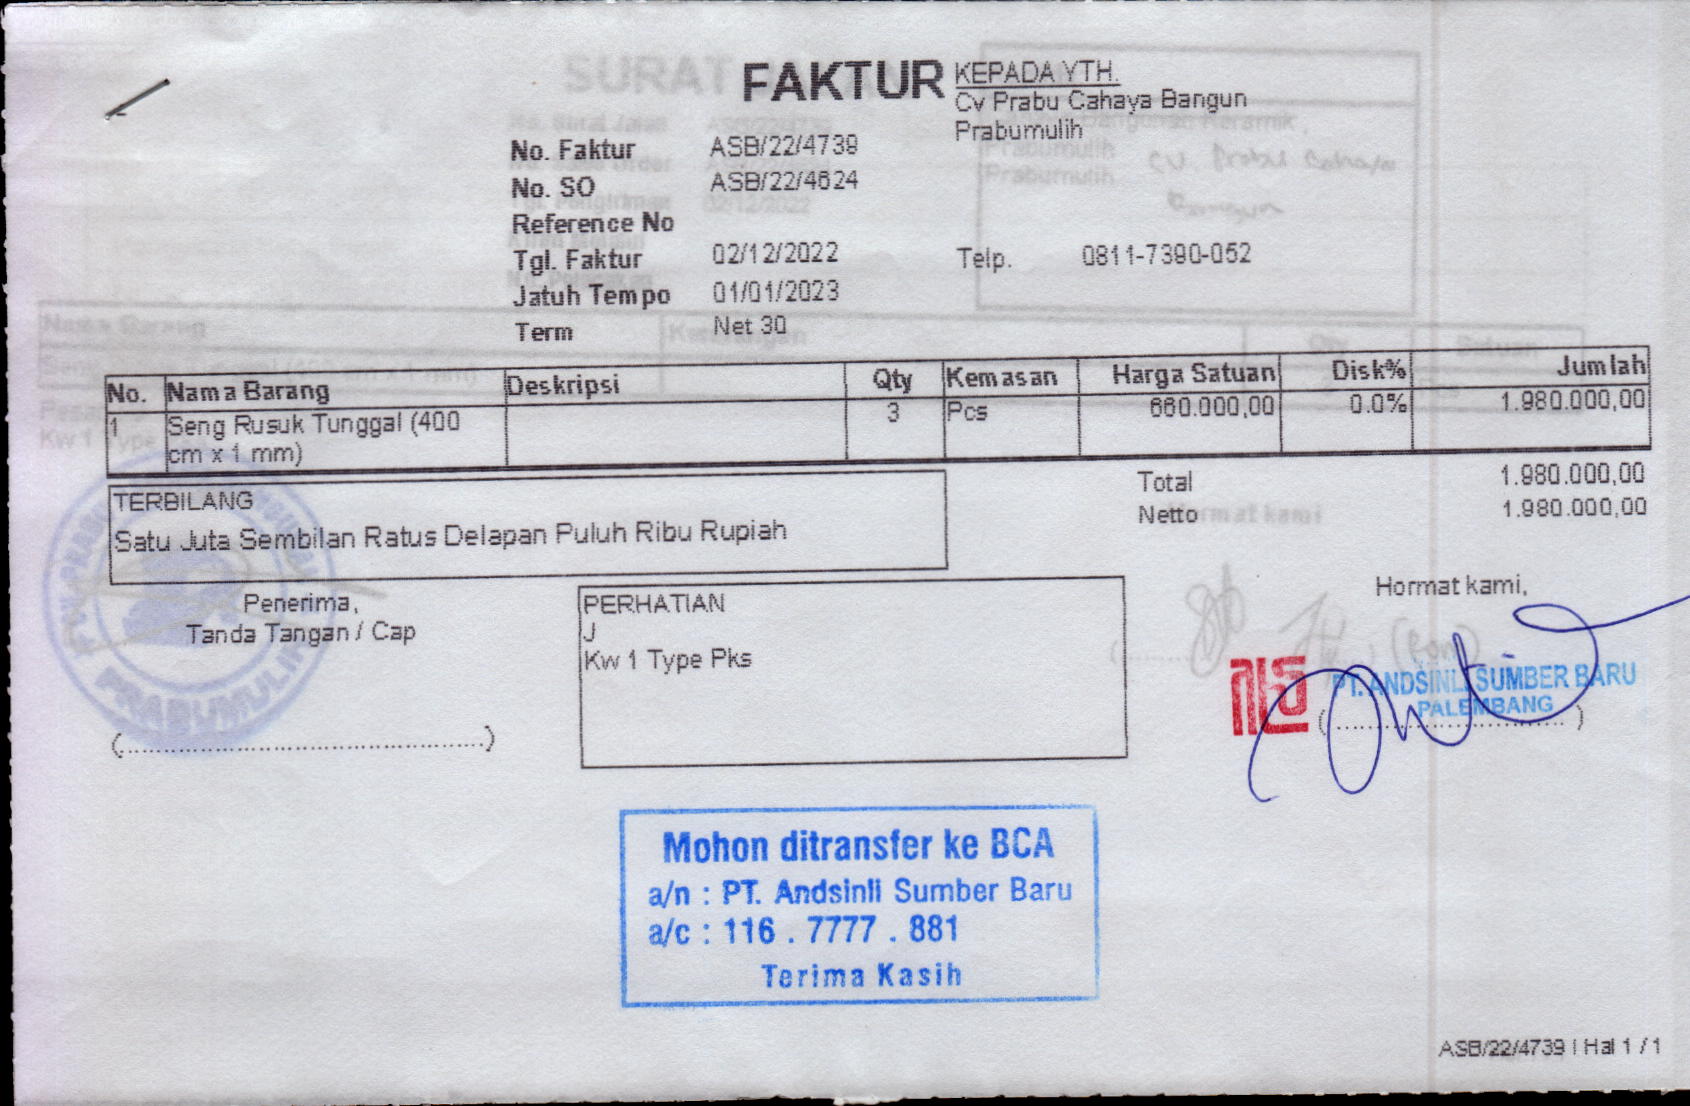 FAKTUR
KEPADA YTH.
Cv Prabu Cahaya Bangun
Prabumulih
No. Faktur ASB/22/4739
No. SO ASB/22/4624
Reference No
Tgl. Faktur 02/12/2022
Telp. 0811-7390-052
Jatuh Tempo 01/01/2023
Term Net 30
No. Nama Barang Deskripsi Qty Kemasan Harga Satuan Disk% Jumlah
1 Seng Rusuk Tunggal (400 3 Pcs 660.000,00 0.0% 1.980.000,00
cm x 1 mm)
Total 1.980.000,00
Netto 1.980.000,00
TERBILANG
Satu Juta Sembilan Ratus Delapan Puluh Ribu Rupiah
Penerima,
Tanda Tangan / Cap
(..............................................)
PRABUMULIH
PERHATIAN
J
Kw 1 Type Pks
Hormat kami,
PT. ANDSINLI SUMBER BARU
PALEMBANG
(..............................)
Mohon ditransfer ke BCA
a/n : PT. Andsinli Sumber Baru
a/c : 116 . 7777 . 881
Terima Kasih
ASB/22/4739 | Hal 1 / 1